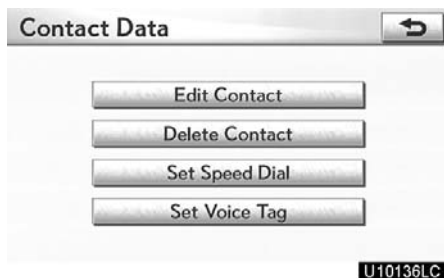 Contact Data
Edit Contact
Delete Contact
Set Speed Dial
Set Voice Tag
U10136LC